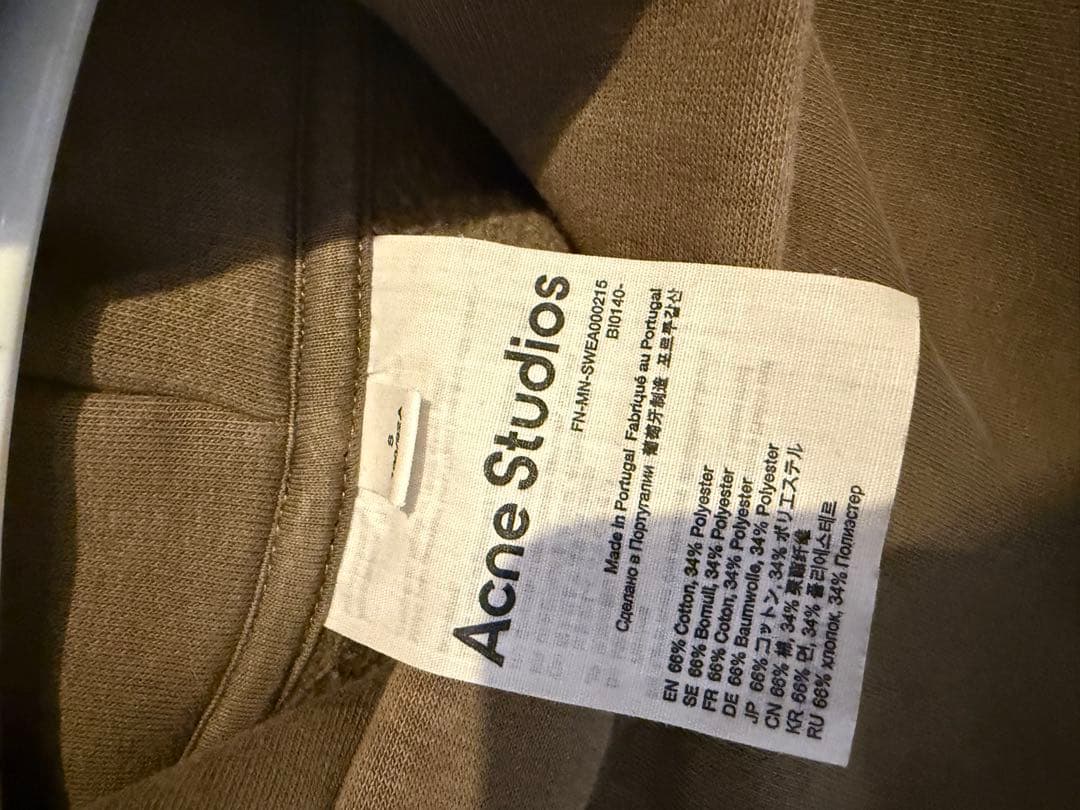 S
Acne Studios
FN-MN-SWEA000215
BI0140-
Made in Portugal Fabriqué au Portugal
Сделано в Португалии 葡萄牙制造 포르투갈산
EN 66% Cotton, 34% Polyester
SE 66% Bomull, 34% Polyester
FR 66% Coton, 34% Polyester
DE 66% Baumwolle, 34% Polyester
JP 66% コットン, 34% ポリエステル
CN 66% 棉, 34% 聚酯纤维
KR 66% 면, 34% 폴리에스테르
RU 66% хлопок, 34% Полиэстер